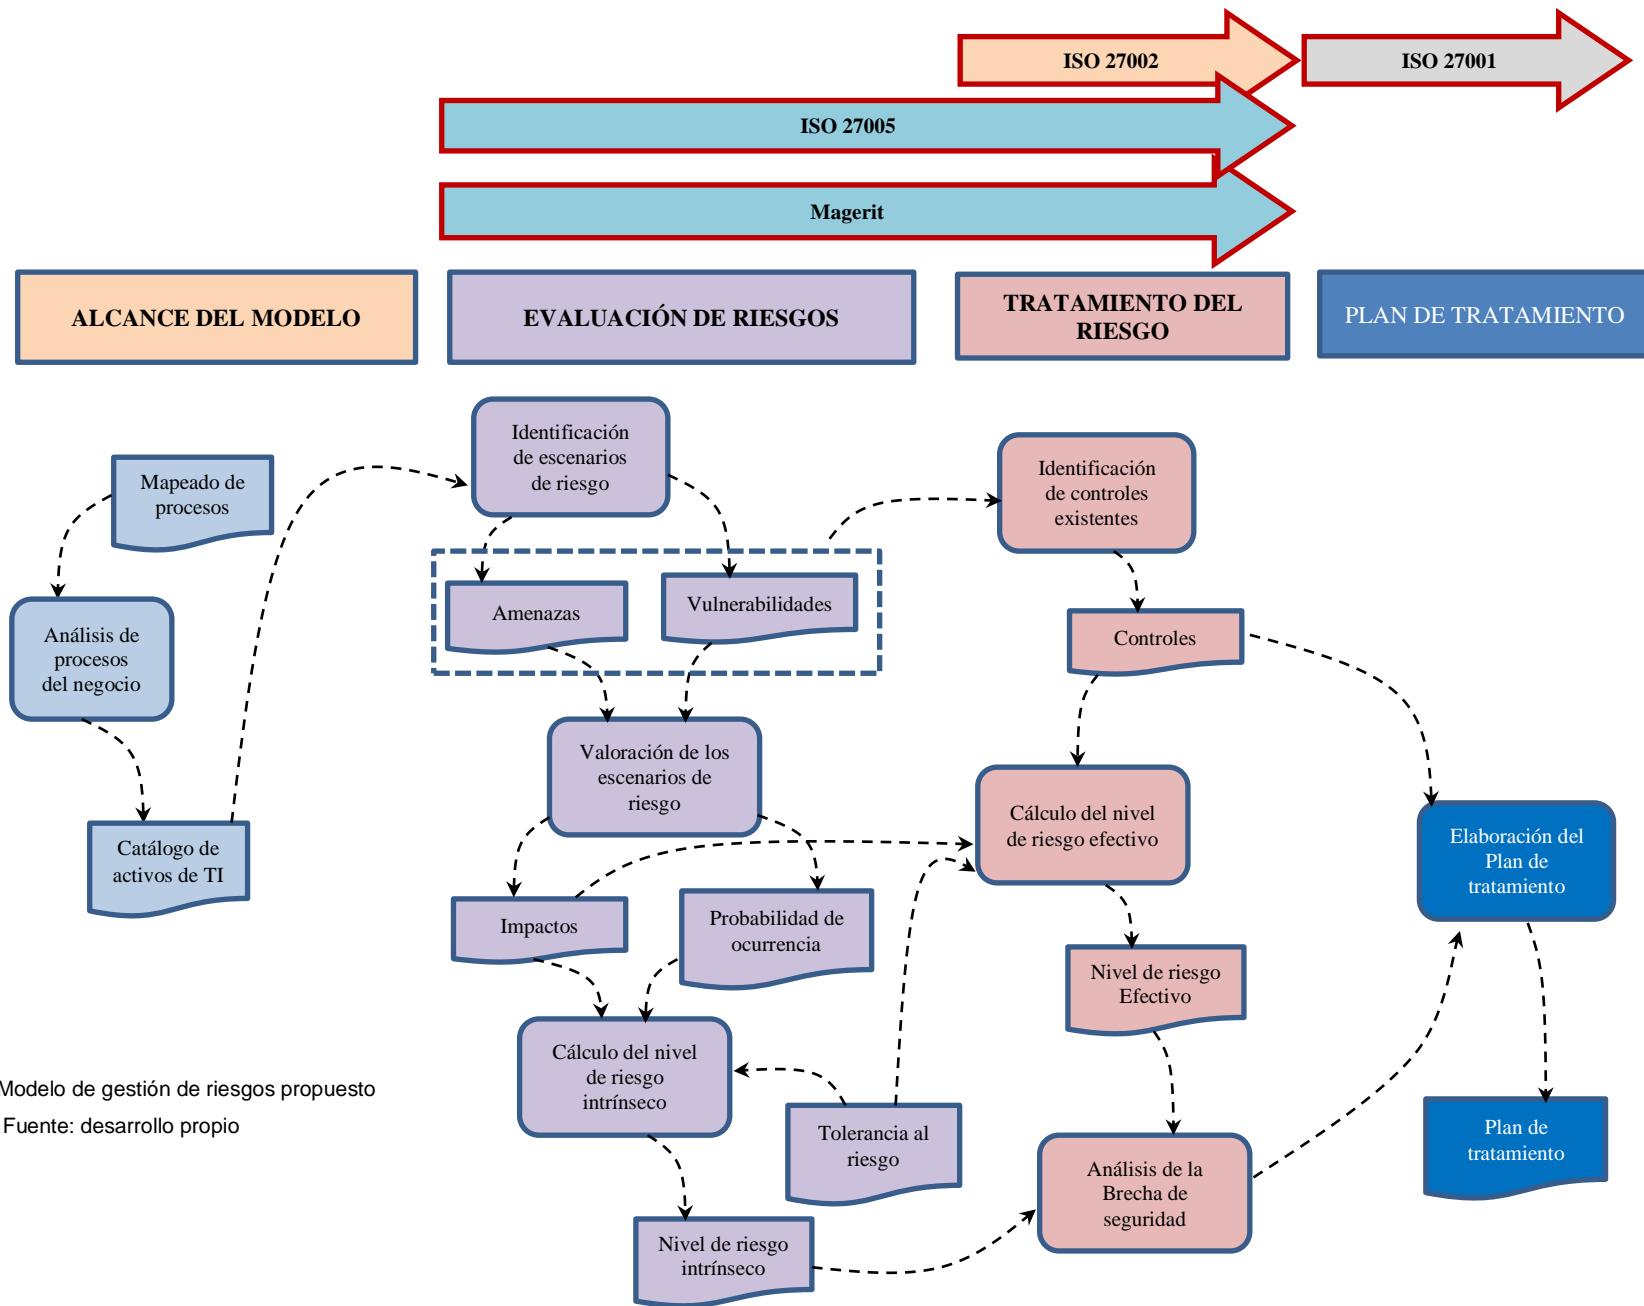 ISO 27002
ISO 27001
ISO 27005
Magerit
ALCANCE DEL MODELO
EVALUACIÓN DE RIESGOS
TRATAMIENTO DEL
RIESGO
PLAN DE TRATAMIENTO
Mapeado de
procesos
Análisis de
procesos
del negocio
Catálogo de
activos de TI
Identificación
de escenarios
de riesgo
Amenazas
Vulnerabilidades
Valoración de los
escenarios de
riesgo
Impactos
Probabilidad de
ocurrencia
Cálculo del nivel
de riesgo
intrínseco
Tolerancia al
riesgo
Nivel de riesgo
intrínseco
Identificación
de controles
existentes
Controles
Cálculo del nivel
de riesgo efectivo
Nivel de riesgo
Efectivo
Análisis de la
Brecha de
seguridad
Elaboración del
Plan de
tratamiento
Plan de
tratamiento
Modelo de gestión de riesgos propuesto
Fuente: desarrollo propio